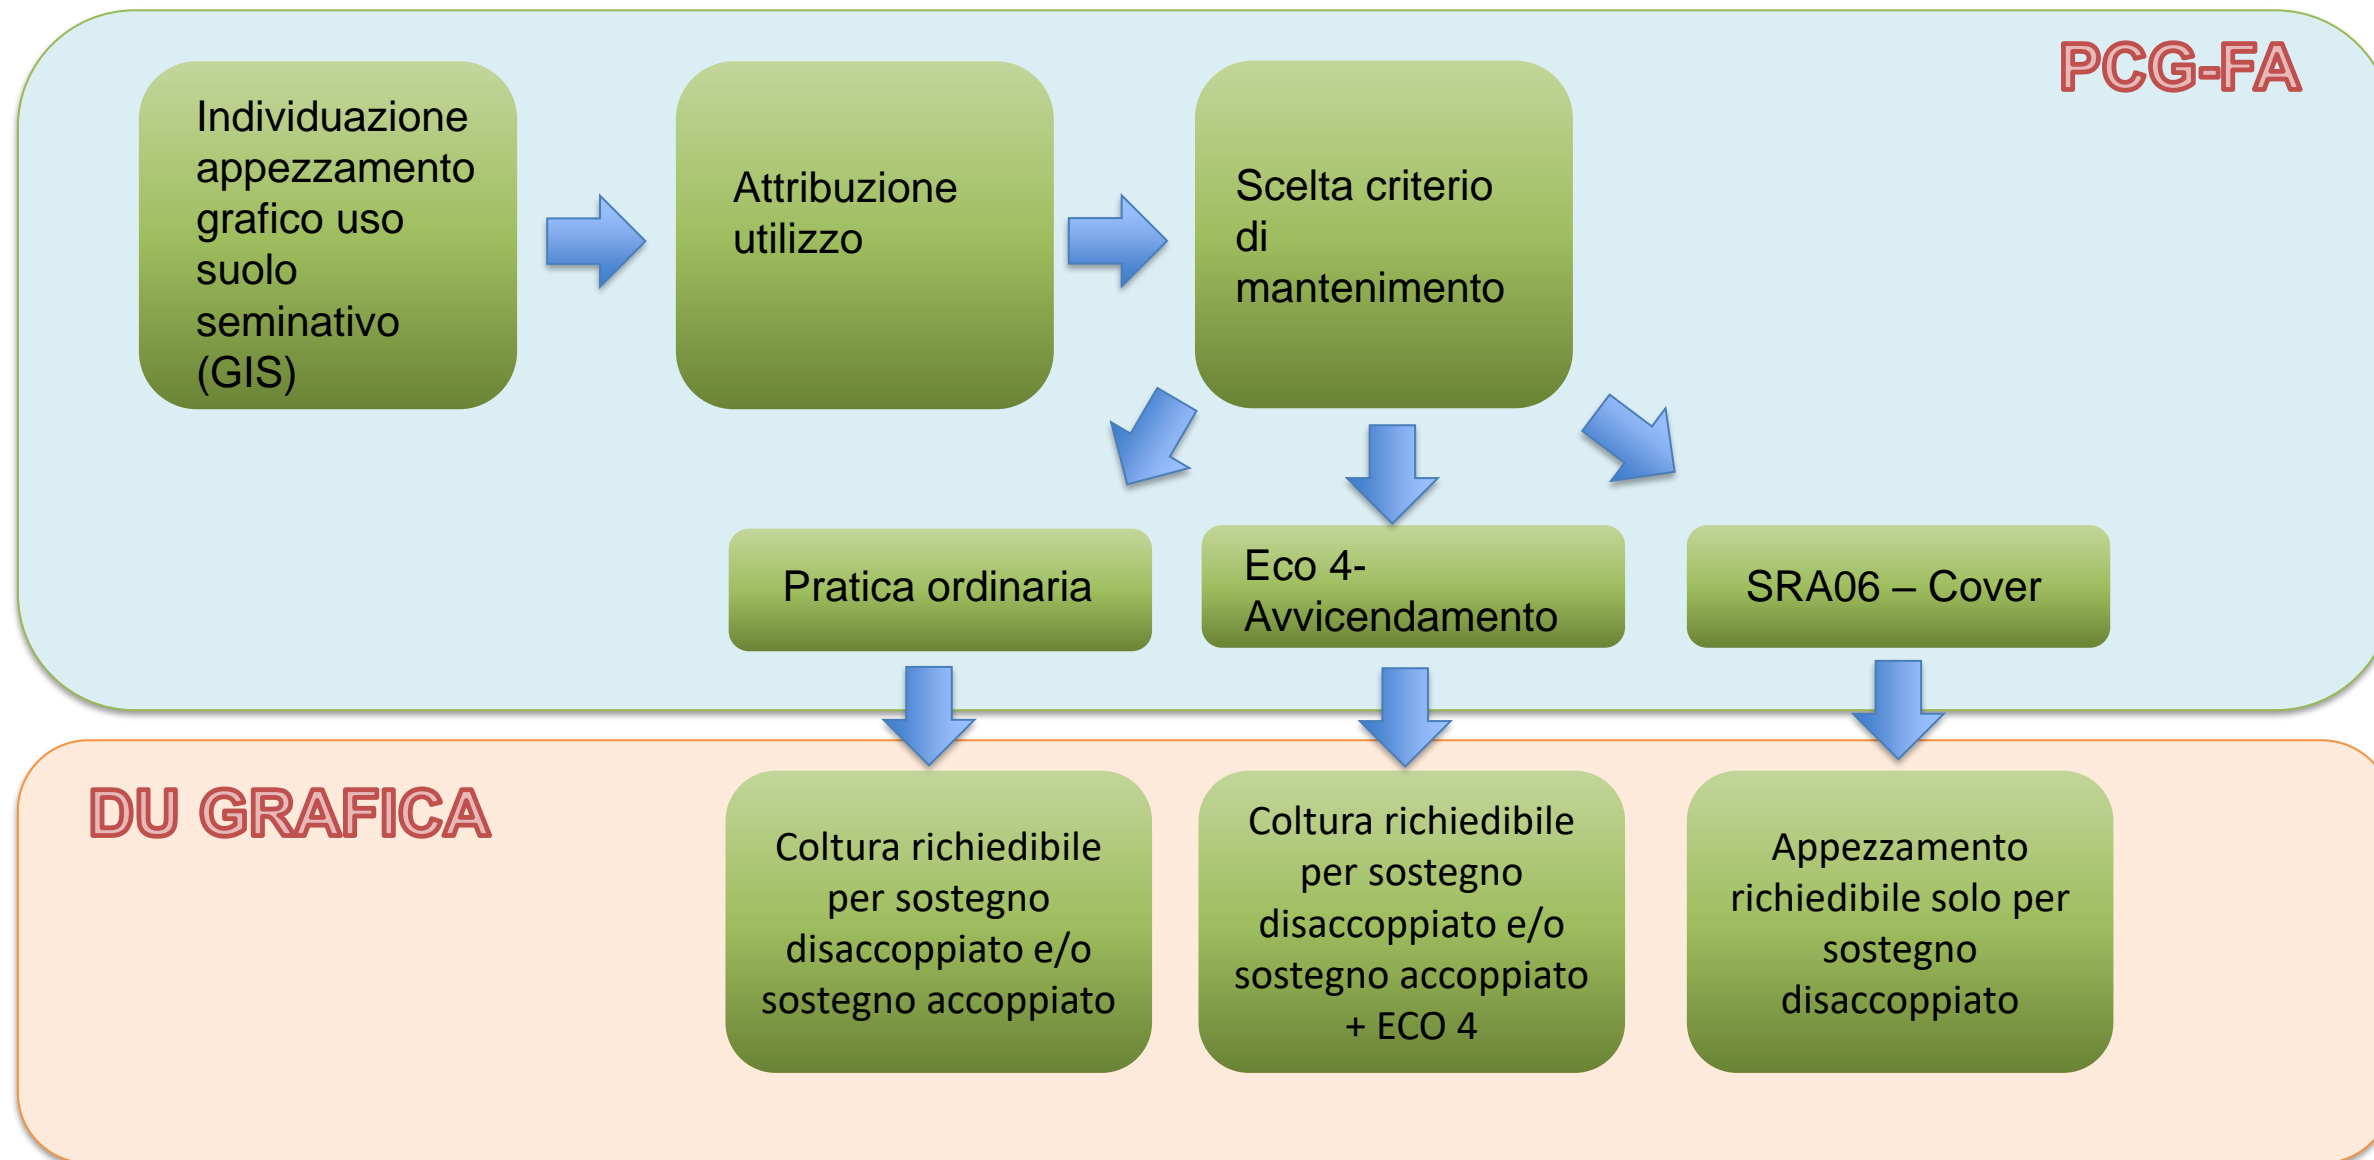 PCG-FA
Individuazione
appezzamento
grafico uso
suolo
seminativo
(GIS)
Attribuzione
utilizzo
Scelta criterio
di
mantenimento
Pratica ordinaria
Eco 4-
Avvicendamento
SRA06 – Cover
DU GRAFICA
Coltura richiedibile
per sostegno
disaccoppiato e/o
sostegno accoppiato
Coltura richiedibile
per sostegno
disaccoppiato e/o
sostegno accoppiato
+ ECO 4
Appezzamento
richiedibile solo per
sostegno
disaccoppiato